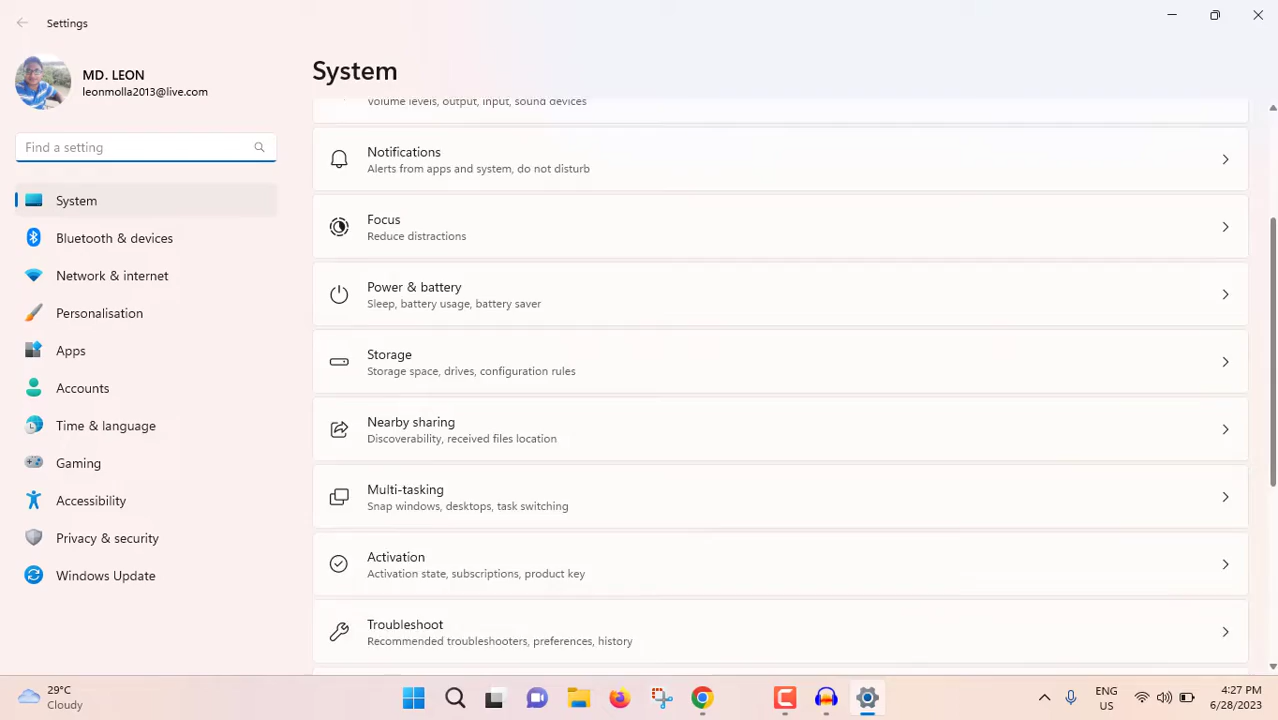 Settings
MD. LEON
leonmolla2013@live.com
Find a setting
System
Bluetooth & devices
Network & internet
Personalisation
Apps
Accounts
Time & language
Gaming
Accessibility
Privacy & security
Windows Update
System
Volume levels, output, input, sound devices
Notifications
Alerts from apps and system, do not disturb
Focus
Reduce distractions
Power & battery
Sleep, battery usage, battery saver
Storage
Storage space, drives, configuration rules
Nearby sharing
Discoverability, received files location
Multi-tasking
Snap windows, desktops, task switching
Activation
Activation state, subscriptions, product key
Troubleshoot
Recommended troubleshooters, preferences, history
29°C
Cloudy
ENG
US
4:27 PM
6/28/2023